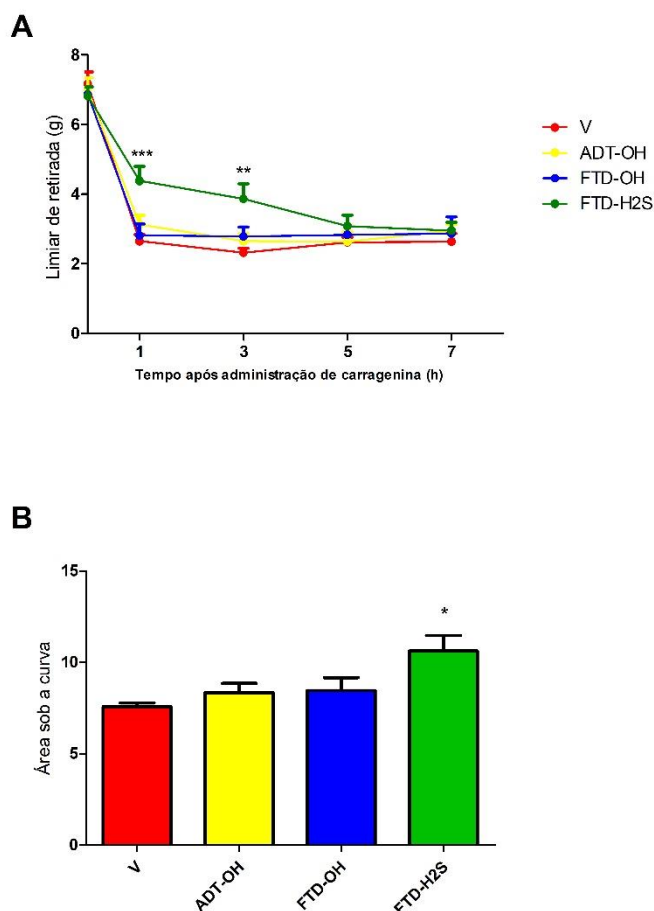 A
Limiar de retirada (g)
8
6
4
2
0
***
**
1 3 5 7
Tempo após administração de carragenina (h)
V
ADT-OH
FTD-OH
FTD-H2S
B
Área sob a curva
15
10
5
0
*
V
ADT-OH
FTD-OH
FTD-H2S